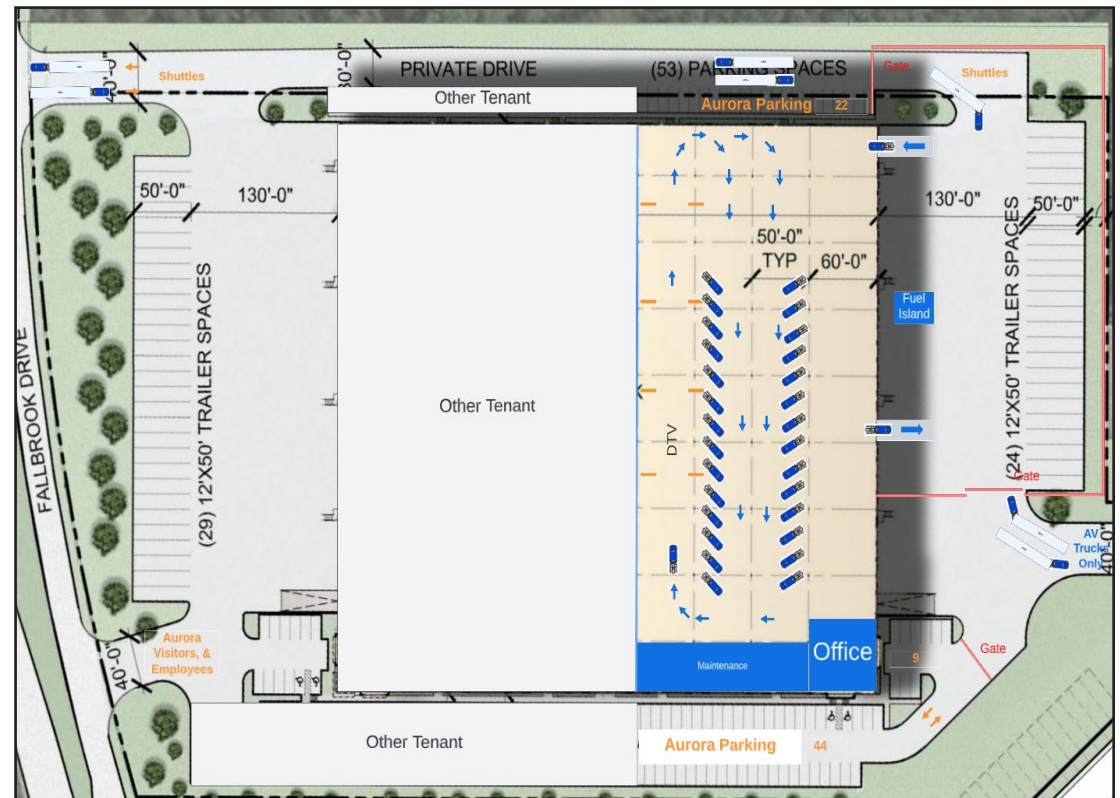 Shuttles
40'-0"
30'-0"
PRIVATE DRIVE
(53) PARKING SPACES
Gate
Shuttles
Other Tenant
Aurora Parking
22
50'-0"
130'-0"
130'-0"
50'-0"
50'-0"
TYP
60'-0"
Fuel
Island
FALLBROOK DRIVE
(29) 12'X50' TRAILER SPACES
Other Tenant
DTV
(24) 12'X50' TRAILER SPACES
Gate
AV
Trucks
Only
40'-0"
Aurora
Visitors, &
Employees
40'-0"
Maintenance
Office
9
Gate
Other Tenant
Aurora Parking
44